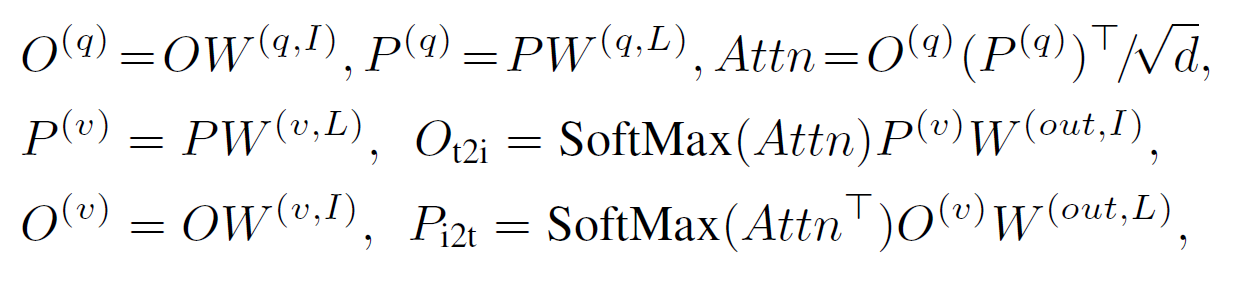 O^{(q)} = OW^{(q,I)}, P^{(q)} = PW^{(q,L)}, Attn = O^{(q)}(P^{(q)})^⊤/√d,
P^{(v)} = PW^{(v,L)}, O_{t2i} = SoftMax(Attn)P^{(v)}W^{(out,I)},
O^{(v)} = OW^{(v,I)}, P_{i2t} = SoftMax(Attn^⊤)O^{(v)}W^{(out,L)},